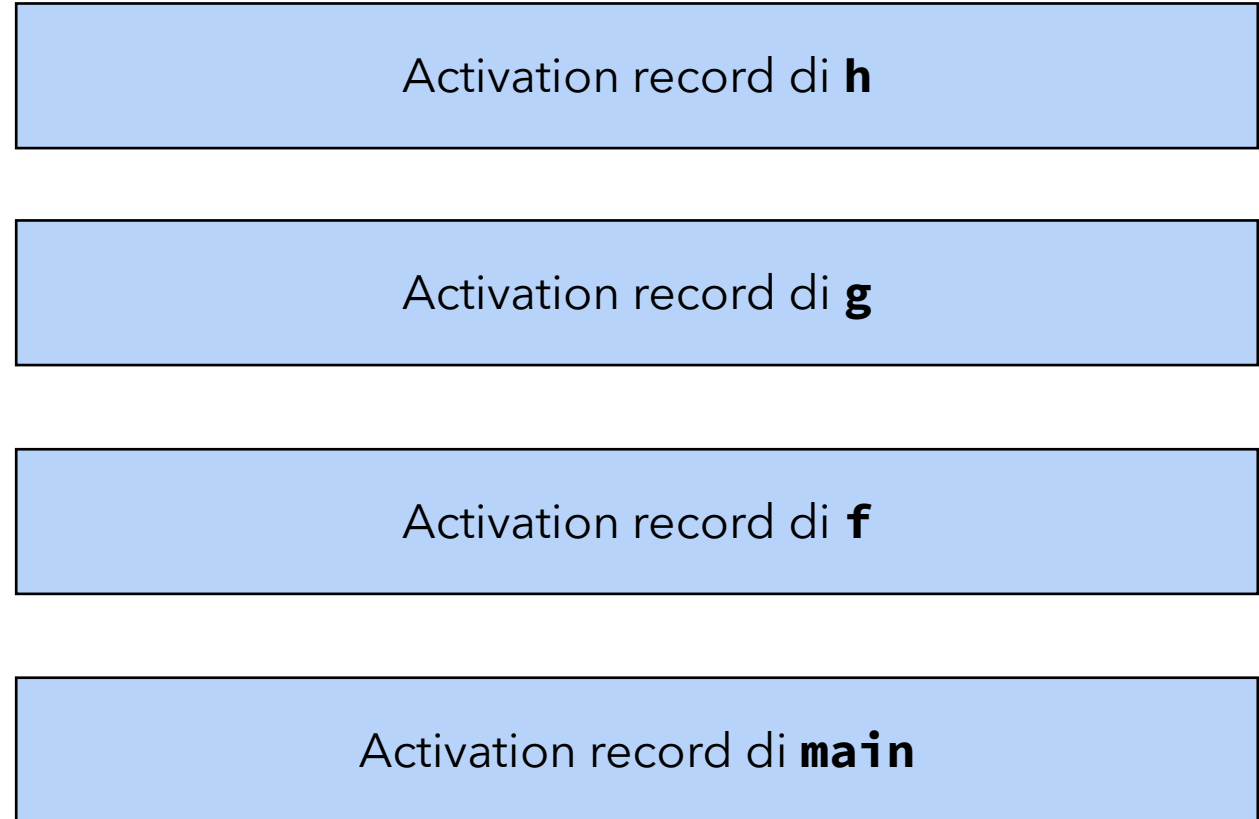 Activation record di h
Activation record di g
Activation record di f
Activation record di main